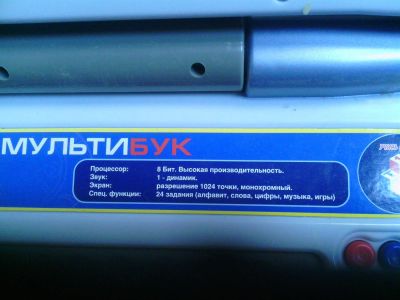 МУЛЬТИБУК
Процессор: 8 Бит. Высокая производительность.
Звук: 1 - динамик.
Экран: разрешение 1024 точки, монохромный.
Спец. функции: 24 задания (алфавит, слова, цифры, музыка, игры)